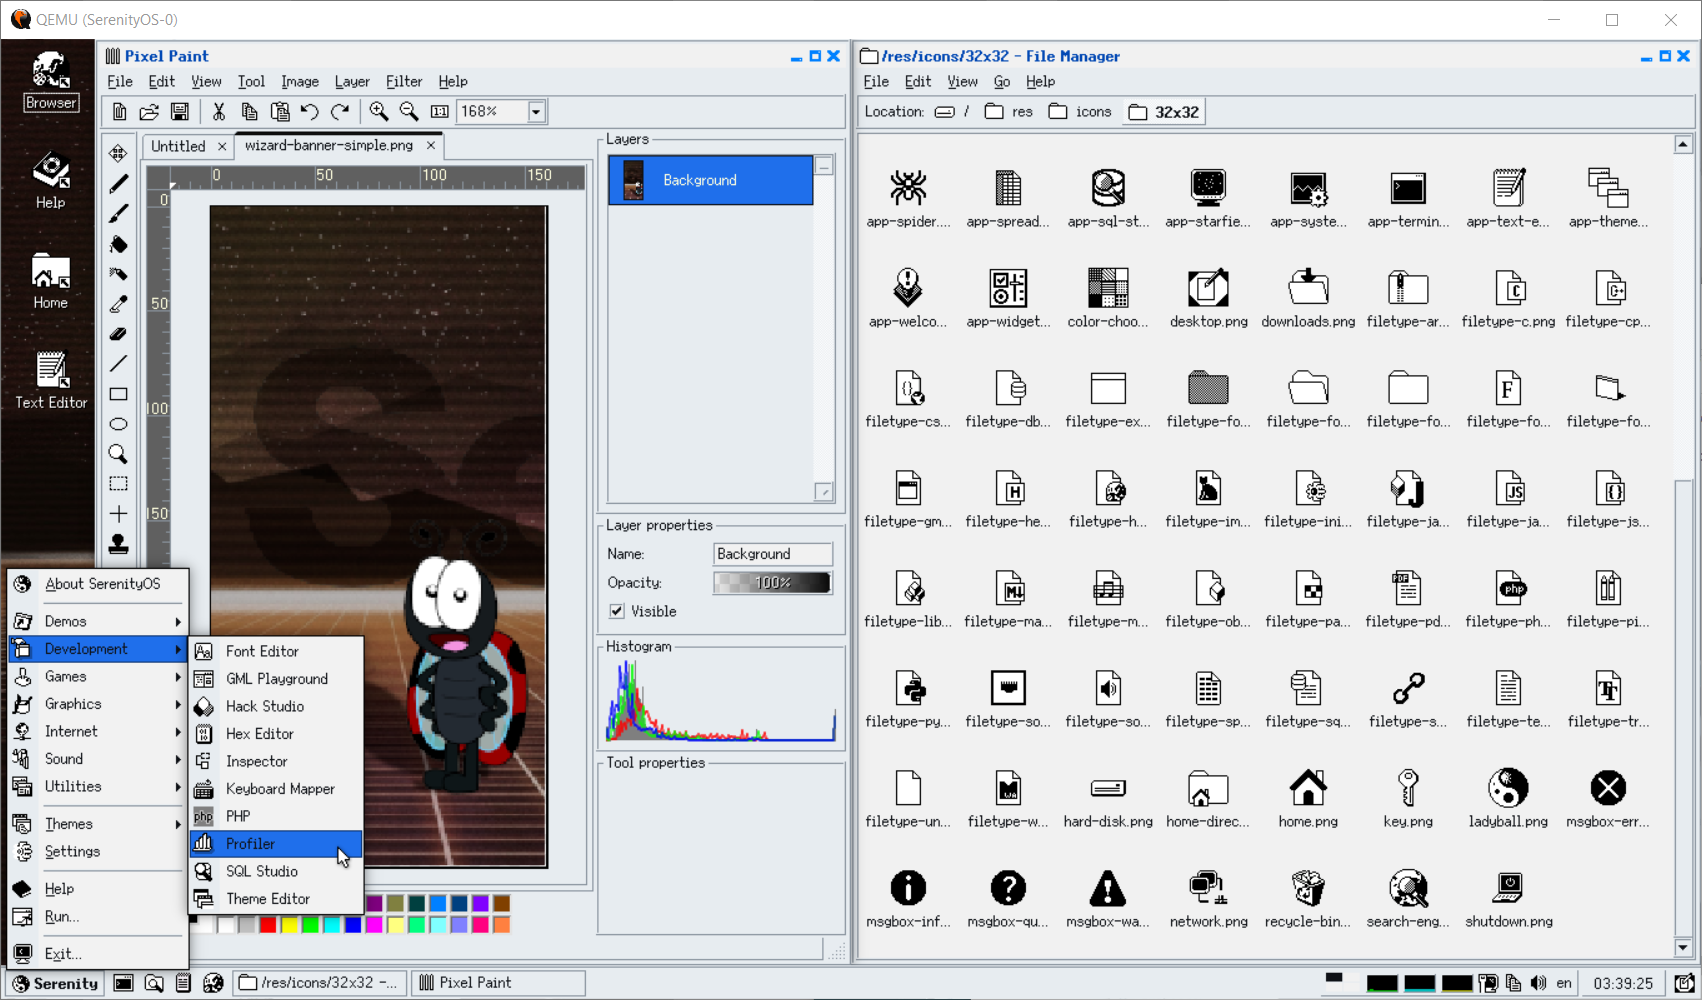 QEMU (SerenityOS-0)
Browser
Help
Home
Text Editor
Pixel Paint
File Edit View Tool Image Layer Filter Help
1:1 168%
Untitled
wizard-banner-simple.png
0 50 100 150
0
50
100
150
Layers
Background
Layer properties
Name: Background
Opacity: 100%
Visible
Histogram
Tool properties
/res/icons/32x32 - File Manager
File Edit View Go Help
Location: / res icons 32x32
app-spider... app-spread... app-sql-st... app-starfie... app-syste... app-termin... app-text-e... app-theme...
app-welco... app-widget... color-choo... desktop.png downloads.png filetype-ar... filetype-c.png filetype-cp...
filetype-cs... filetype-db... filetype-ex... filetype-fo... filetype-fo... filetype-fo... filetype-fo... filetype-fo...
filetype-gm... filetype-he... filetype-h... filetype-im... filetype-ini... filetype-ja... filetype-ja... filetype-js...
filetype-lib... filetype-ma... filetype-m... filetype-ob... filetype-pa... filetype-pd... filetype-ph... filetype-pi...
filetype-py... filetype-so... filetype-so... filetype-sp... filetype-sq... filetype-s... filetype-te... filetype-tr...
filetype-un... filetype-w... hard-disk.png home-direc... home.png key.png ladyball.png msgbox-err...
msgbox-inf... msgbox-qu... msgbox-wa... network.png recycle-bin... search-eng... shutdown.png
About SerenityOS
Demos
Development
Games
Graphics
Internet
Sound
Utilities
Themes
Settings
Help
Run...
Exit...
Font Editor
GML Playground
Hack Studio
Hex Editor
Inspector
Keyboard Mapper
php PHP
Profiler
SQL Studio
Theme Editor
Serenity
/res/icons/32x32 -...
Pixel Paint
en
03:39:25